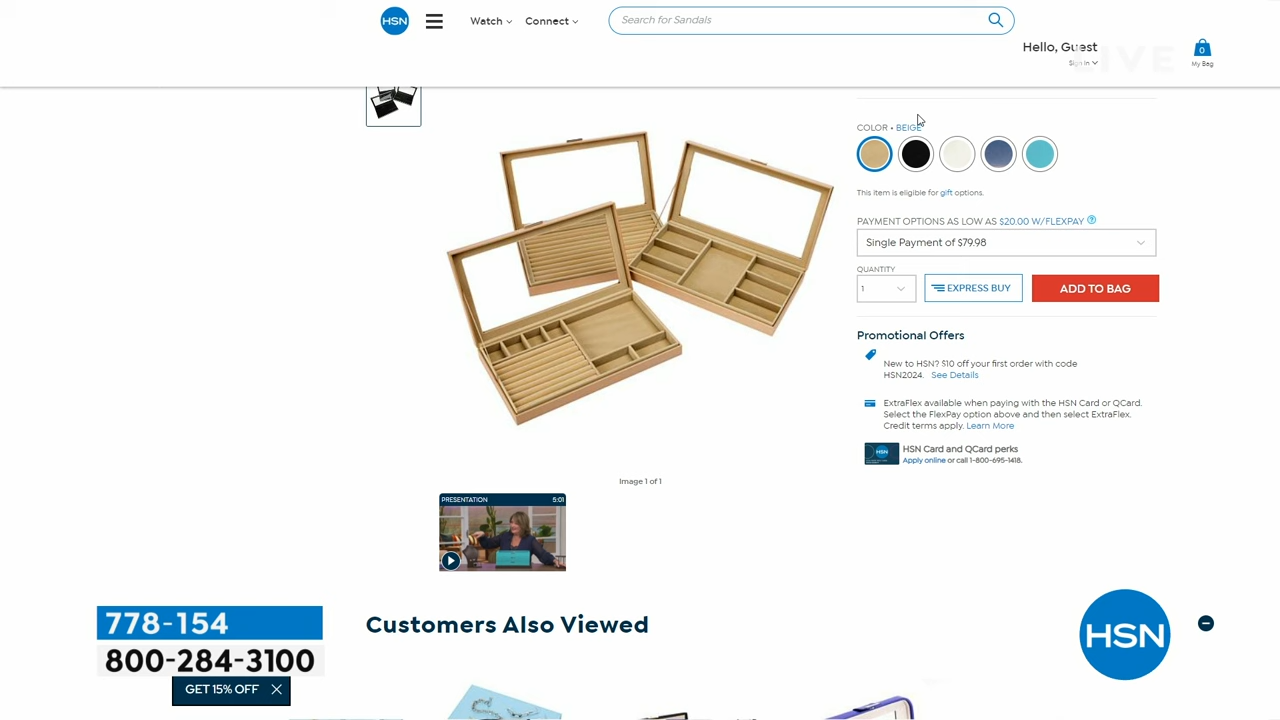 HSN
Watch
Connect
Search for Sandals
Hello, Guest
Sign In
LIVE
0
My Bag
COLOR • BEIGE
This item is eligible for gift options.
PAYMENT OPTIONS AS LOW AS $20.00 W/FLEXPAY
Single Payment of $79.98
QUANTITY
1
EXPRESS BUY
ADD TO BAG
Promotional Offers
New to HSN? $10 off your first order with code
HSN2024. See Details
ExtraFlex available when paying with the HSN Card or QCard.
Select the FlexPay option above and then select ExtraFlex.
Credit terms apply. Learn More
HSN
HSN Card and QCard perks
Apply online or call 1-800-695-1418.
Image 1 of 1
PRESENTATION 5:01
778-154
800-284-3100
GET 15% OFF
Customers Also Viewed
HSN